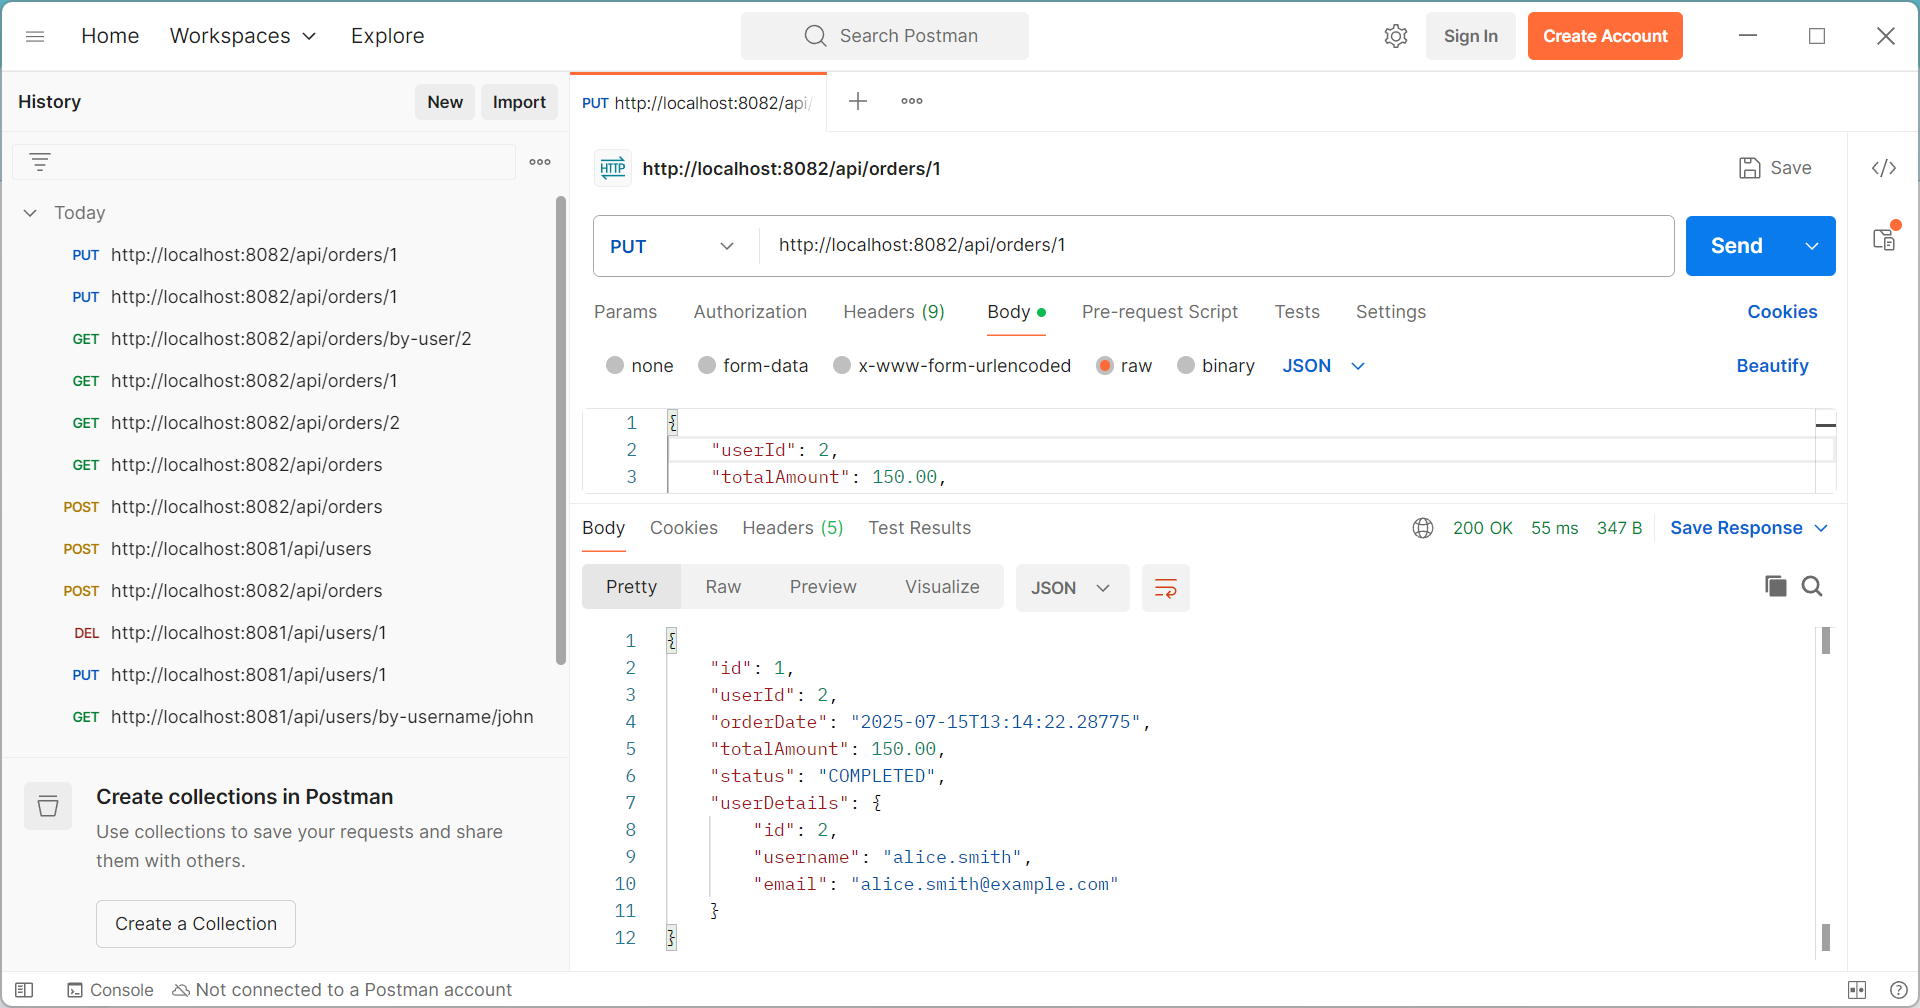 Home Workspaces Explore Search Postman Sign In Create Account
History New Import
PUT http://localhost:8082/api/
HTTP http://localhost:8082/api/orders/1 Save
Today
PUT http://localhost:8082/api/orders/1
PUT http://localhost:8082/api/orders/1
GET http://localhost:8082/api/orders/by-user/2
GET http://localhost:8082/api/orders/1
GET http://localhost:8082/api/orders/2
GET http://localhost:8082/api/orders
POST http://localhost:8082/api/orders
POST http://localhost:8081/api/users
POST http://localhost:8082/api/orders
DEL http://localhost:8081/api/users/1
PUT http://localhost:8081/api/users/1
GET http://localhost:8081/api/users/by-username/john
Create collections in Postman
Use collections to save your requests and share
them with others.
Create a Collection
PUT http://localhost:8082/api/orders/1 Send
Params Authorization Headers (9) Body Pre-request Script Tests Settings Cookies
none form-data x-www-form-urlencoded raw binary JSON Beautify
1 {
2 "userId": 2,
3 "totalAmount": 150.00,
Body Cookies Headers (5) Test Results 200 OK 55 ms 347 B Save Response
Pretty Raw Preview Visualize JSON
1 {
2 "id": 1,
3 "userId": 2,
4 "orderDate": "2025-07-15T13:14:22.28775",
5 "totalAmount": 150.00,
6 "status": "COMPLETED",
7 "userDetails": {
8 "id": 2,
9 "username": "alice.smith",
10 "email": "alice.smith@example.com"
11 }
12 }
Console Not connected to a Postman account